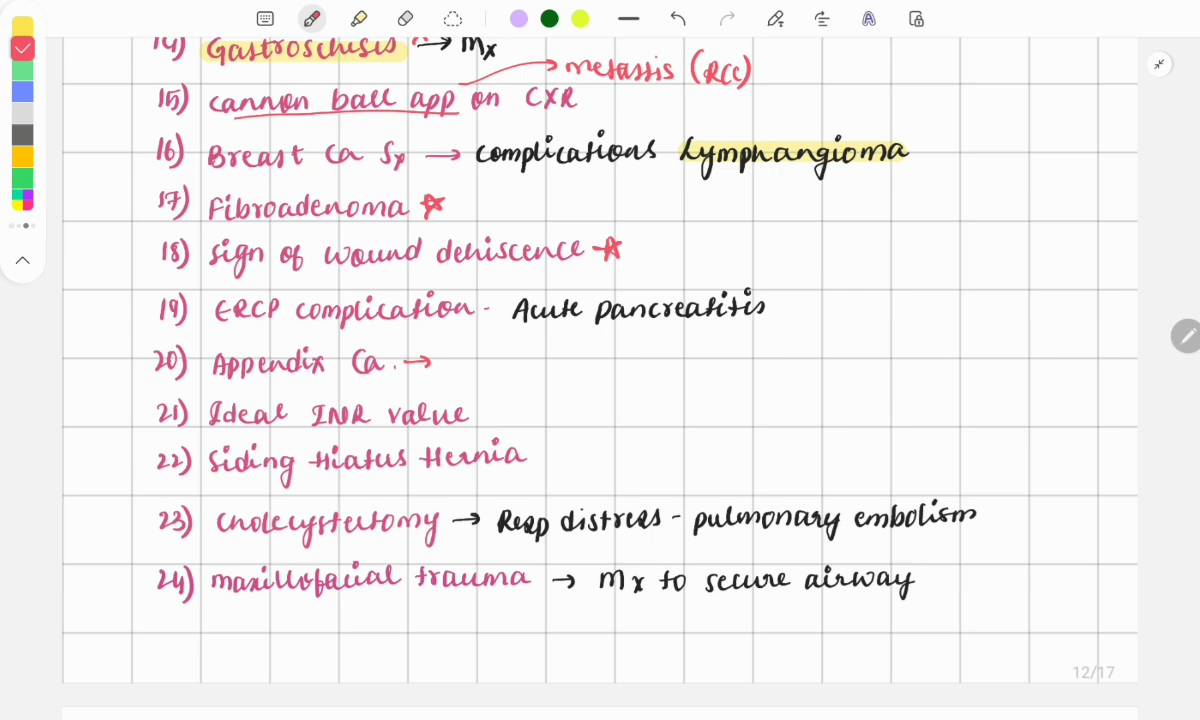 14) Gastroschisis → Mx
metastsis (RCC)
15) cannon ball app on CXR
16) Breast Ca Sx → complications Lymphangioma
17) Fibroadenoma ☆
18) Sign of wound dehiscence ☆
19) ERCP complication - Acute pancreatitis
20) Appendix Ca. →
21) Ideal INR value
22) Siding Hiatus Hernia
23) Cholecystectomy → Resp distress - pulmonary embolism
24) maxillofacial trauma → Mx to secure airway
12/17